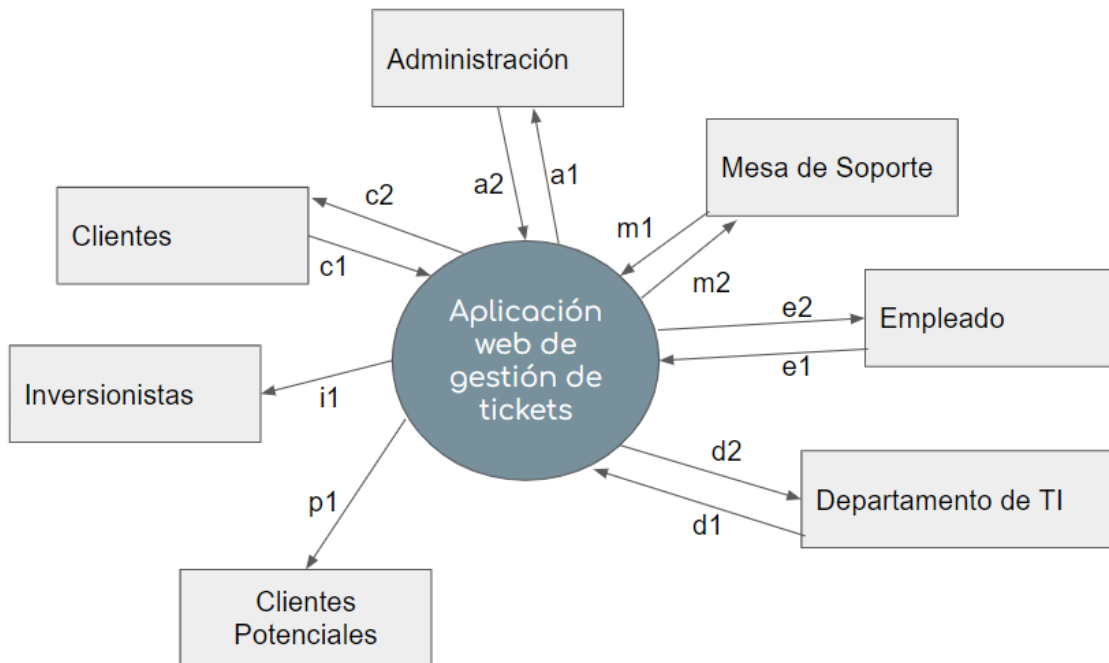 Administración
Mesa de Soporte
a2
a1
c2
Clientes
c1
m1
m2
Aplicación
web de
gestión de
tickets
e2
Empleado
e1
Inversionistas
i1
d2
Departamento de TI
d1
p1
Clientes
Potenciales